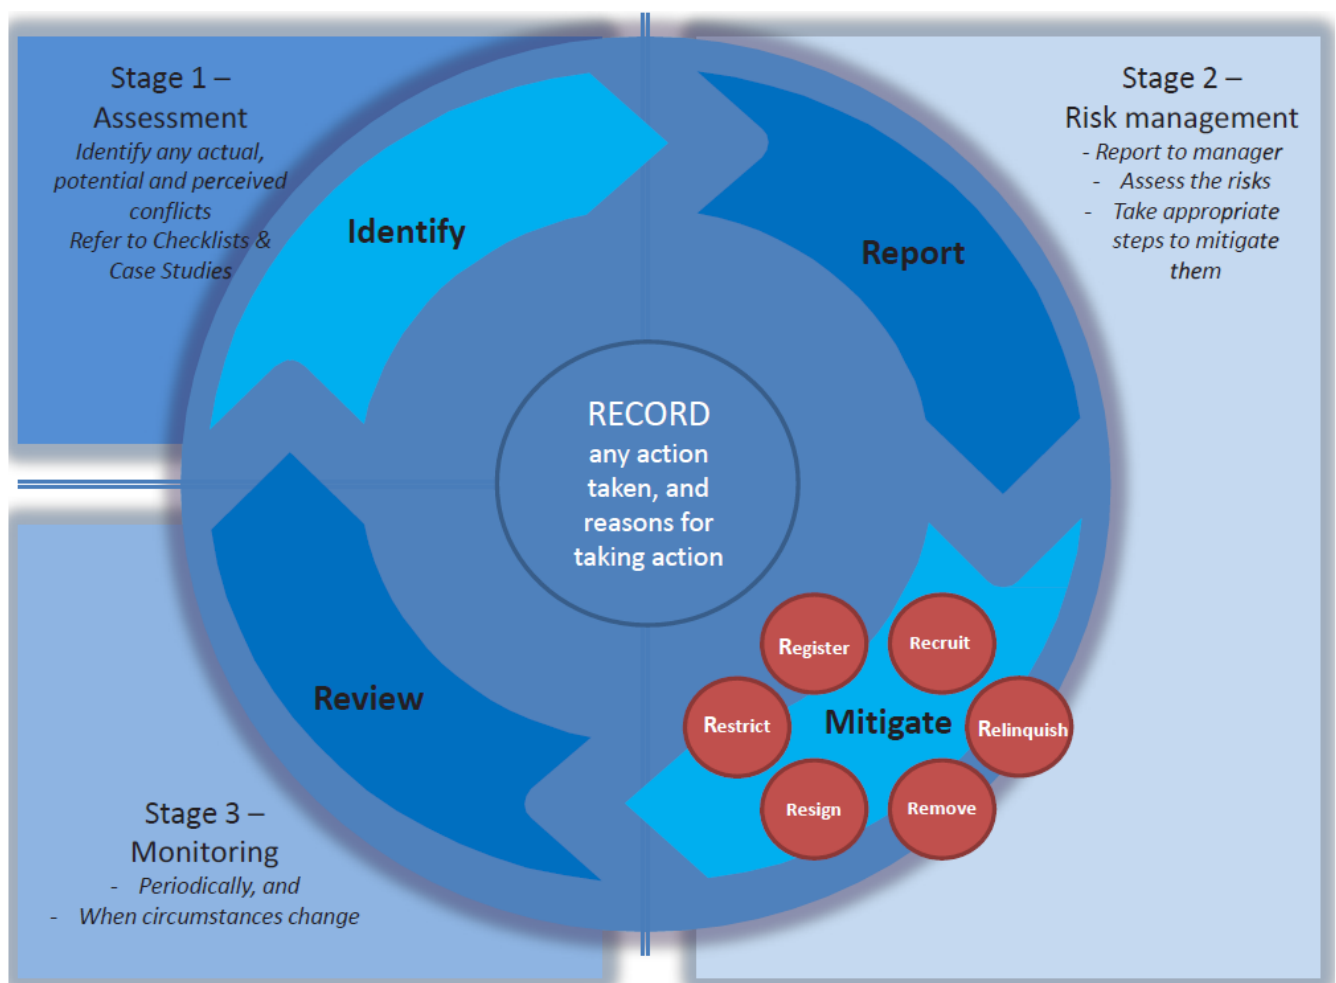 Stage 1 –
Assessment
Identify any actual,
potential and perceived
conflicts
Refer to Checklists &
Case Studies
Stage 2 –
Risk management
- Report to manager
- Assess the risks
- Take appropriate
steps to mitigate
them
Identify
Report
RECORD
any action
taken, and
reasons for
taking action
Register
Recruit
Restrict
Mitigate
Relinquish
Resign
Remove
Review
Stage 3 –
Monitoring
- Periodically, and
- When circumstances change